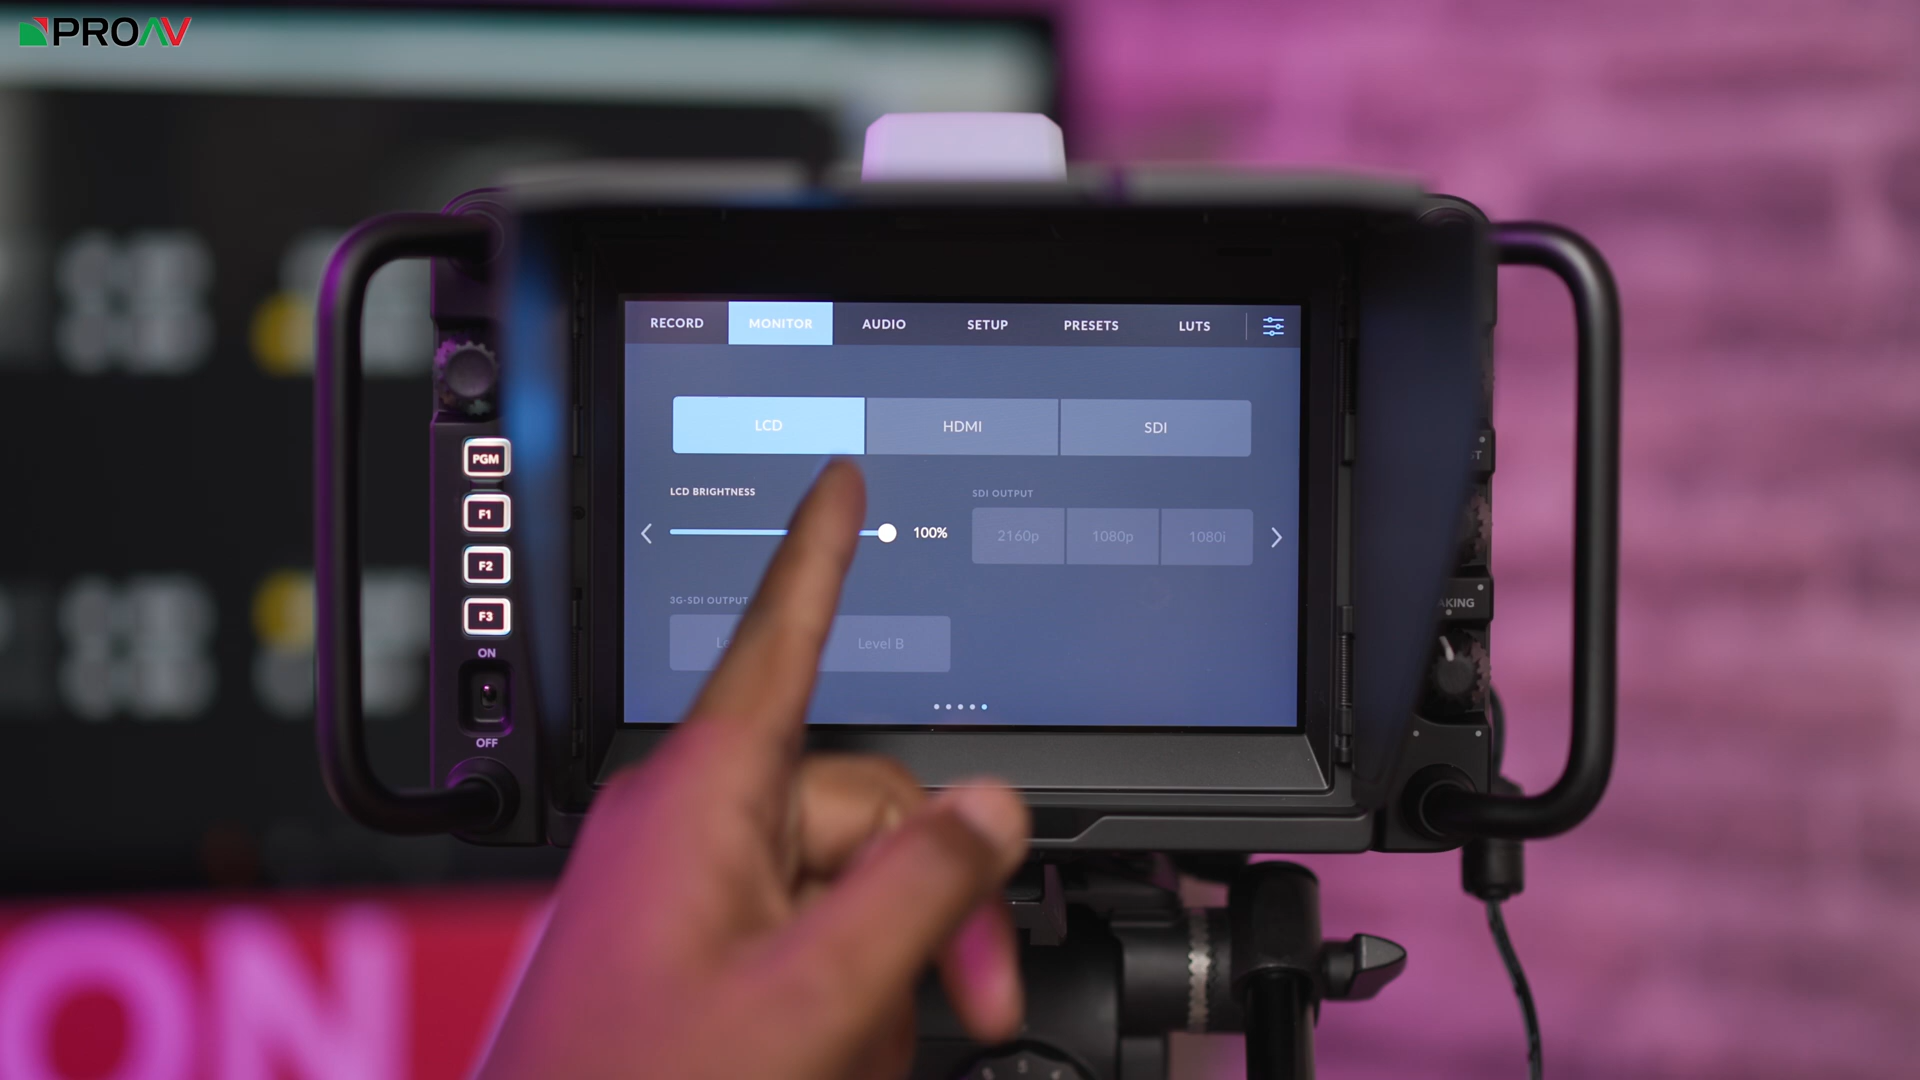 PROAV
RECORD MONITOR AUDIO SETUP PRESETS LUTS
LCD HDMI SDI
PGM
LCD BRIGHTNESS SDI OUTPUT
F1
100% 2160p 1080p 1080i
F2
3G-SDI OUTPUT
F3
Level B
ON
OFF
ON